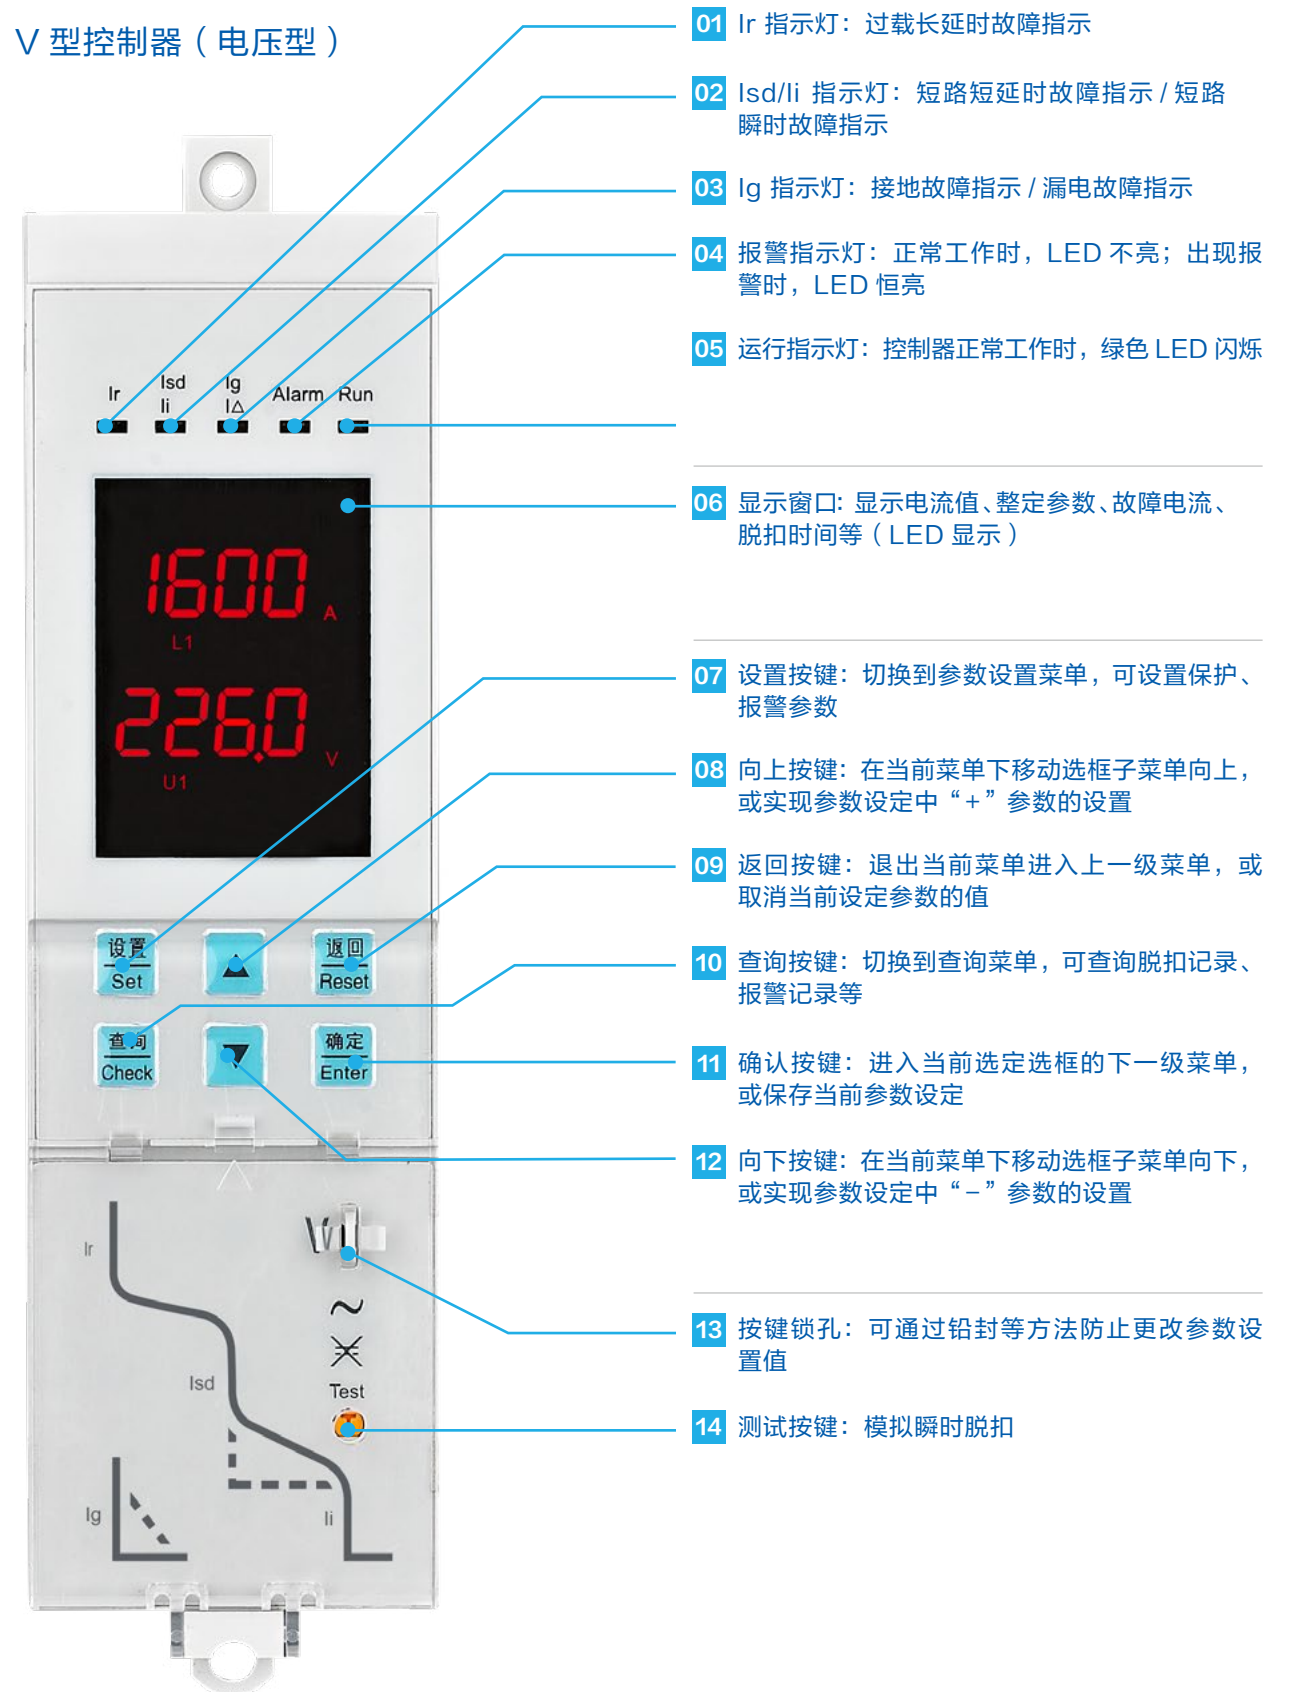 V 型控制器（电压型）
01 Ir 指示灯：过载长延时故障指示
02 Isd/Ii 指示灯：短路短延时故障指示 / 短路
瞬时故障指示
03 Ig 指示灯：接地故障指示 / 漏电故障指示
04 报警指示灯：正常工作时，LED 不亮；出现报
警时，LED 恒亮
05 运行指示灯：控制器正常工作时，绿色 LED 闪烁
06 显示窗口：显示电流值、整定参数、故障电流、
脱扣时间等（LED 显示）
07 设置按键：切换到参数设置菜单，可设置保护、
报警参数
08 向上按键：在当前菜单下移动选框子菜单向上，
或实现参数设定中“+”参数的设置
09 返回按键：退出当前菜单进入上一级菜单，或
取消当前设定参数的值
10 查询按键：切换到查询菜单，可查询脱扣记录、
报警记录等
11 确认按键：进入当前选定选框的下一级菜单，
或保存当前参数设定
12 向下按键：在当前菜单下移动选框子菜单向下，
或实现参数设定中“－”参数的设置
13 按键锁孔：可通过铅封等方法防止更改参数设
置值
14 测试按键：模拟瞬时脱扣
Ir Isd Ig Alarm Run
Ii I△
1600 A
L1
226.0 V
U1
设置 ▲ 返回
Set Reset
查询 ▼ 确定
Check Enter
V
Ir
Isd
Test
Ig
Ii